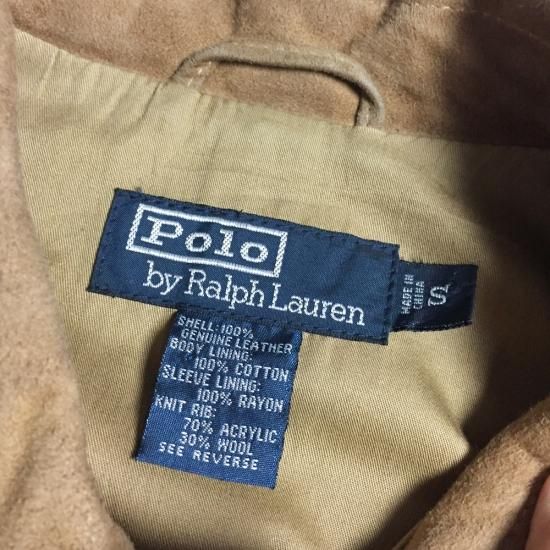 Polo
by Ralph Lauren
MADE IN
CHINA
S
SHELL: 100%
GENUINE LEATHER
BODY LINING:
100% COTTON
SLEEVE LINING:
100% RAYON
KNIT RIB:
70% ACRYLIC
30% WOOL
SEE REVERSE